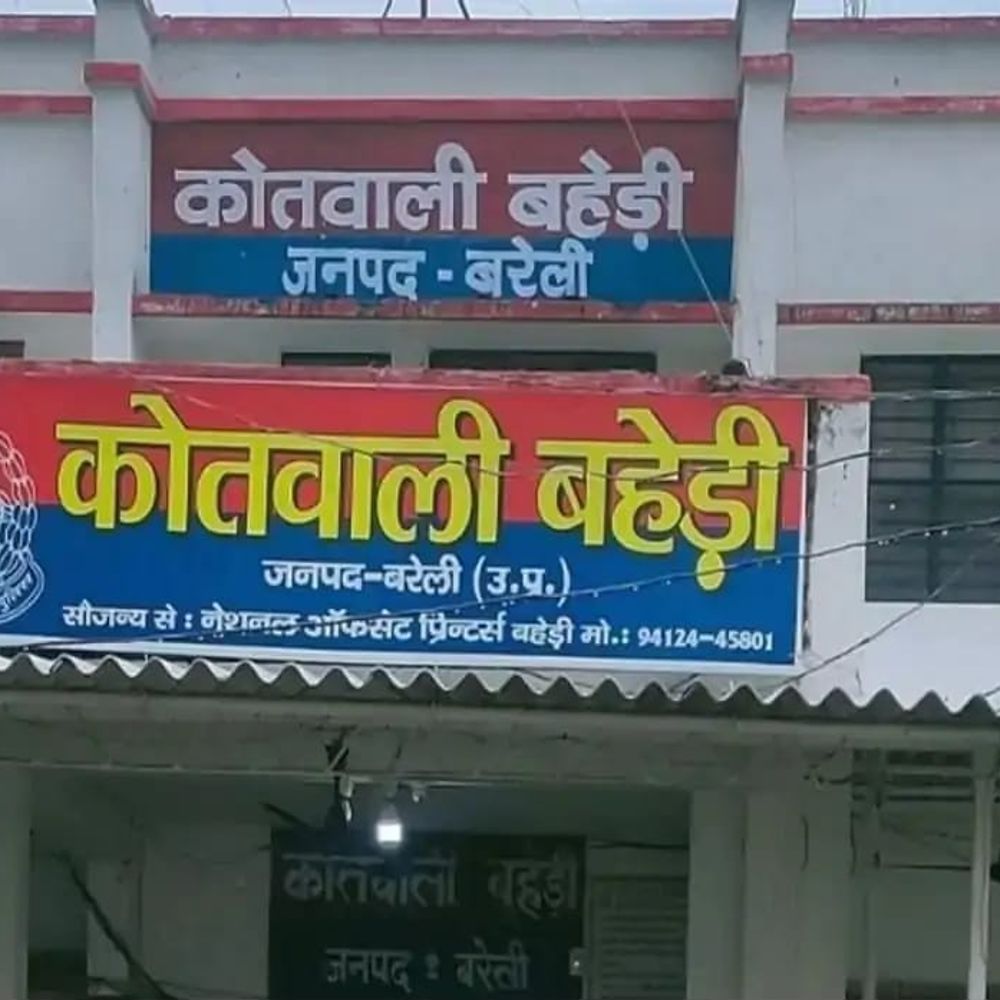 कोतवाली बहेड़ी
जनपद - बरेली
कोतवाली बहेड़ी
जनपद-बरेली (उ.प्र.)
सौजन्य से : नेशनल ऑफसेट प्रिन्टर्स बहेड़ी मो.: 94124-45801
कोतवाली बहेड़ी
जनपद : बरेली